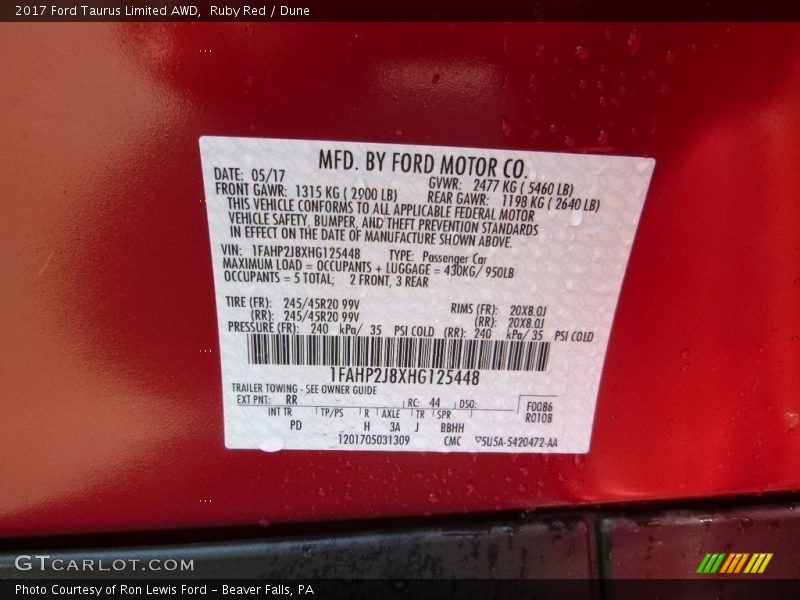 2017 Ford Taurus Limited AWD, Ruby Red / Dune
MFD. BY FORD MOTOR CO.
DATE: 05/17 GVWR: 2477 KG ( 5460 LB)
FRONT GAWR: 1315 KG ( 2900 LB) REAR GAWR: 1198 KG ( 2640 LB)
THIS VEHICLE CONFORMS TO ALL APPLICABLE FEDERAL MOTOR
VEHICLE SAFETY, BUMPER, AND THEFT PREVENTION STANDARDS
IN EFFECT ON THE DATE OF MANUFACTURE SHOWN ABOVE.
VIN: 1FAHP2J8XHG125448 TYPE: Passenger Car
MAXIMUM LOAD = OCCUPANTS + LUGGAGE = 430KG/ 950LB
OCCUPANTS = 5 TOTAL; 2 FRONT, 3 REAR
TIRE (FR): 245/45R20 99V RIMS (FR): 20X8.0J
(RR): 245/45R20 99V (RR): 20X8.0J
PRESSURE (FR): 240 kPa/ 35 PSI COLD (RR): 240 kPa/ 35 PSI COLD
1FAHP2J8XHG125448
TRAILER TOWING - SEE OWNER GUIDE
EXT PNT: RR RC: 44 DSO: F0086
INT TR TP/PS R AXLE TR SPR R0108
PD H 3A J BBHH
1201705031309 CMC ▽5U5A-5420472-AA
GTCARLOT.COM
Photo Courtesy of Ron Lewis Ford – Beaver Falls, PA